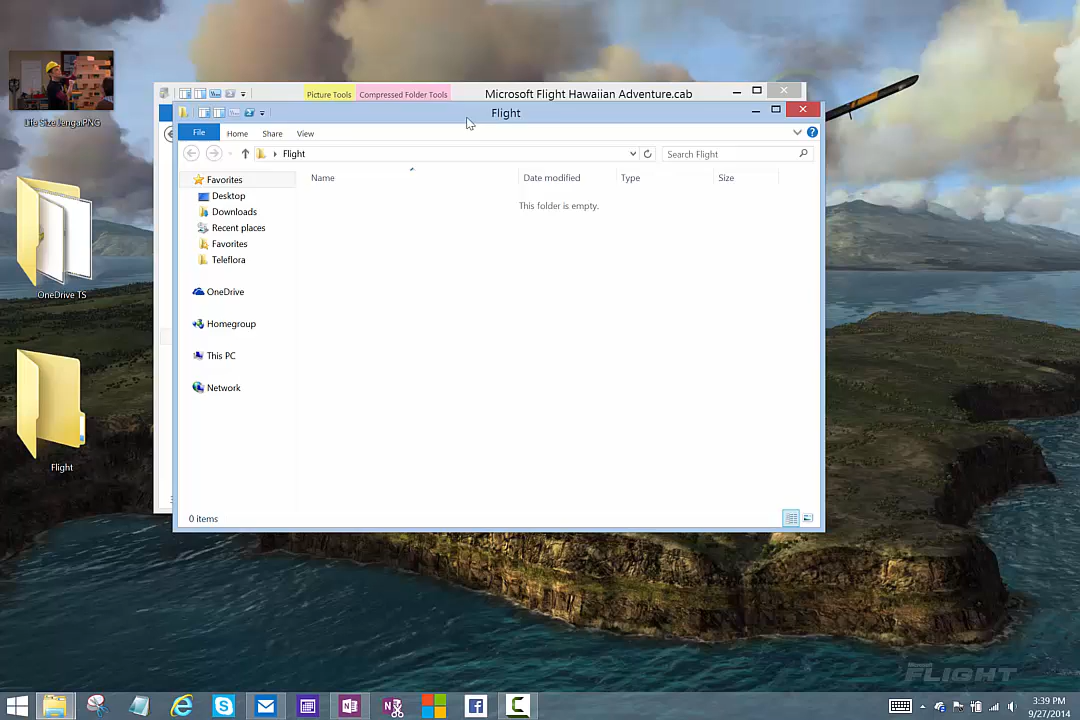 Life Size Jenga.PNG
OneDrive TS
Flight
Picture Tools
Compressed Folder Tools
Microsoft Flight Hawaiian Adventure.cab
Flight
File
Home
Share
View
Flight
Search Flight
Name
Date modified
Type
Size
This folder is empty.
Favorites
Desktop
Downloads
Recent places
Favorites
Teleflora
OneDrive
Homegroup
This PC
Network
0 items
FLIGHT
3:39 PM
9/27/2014